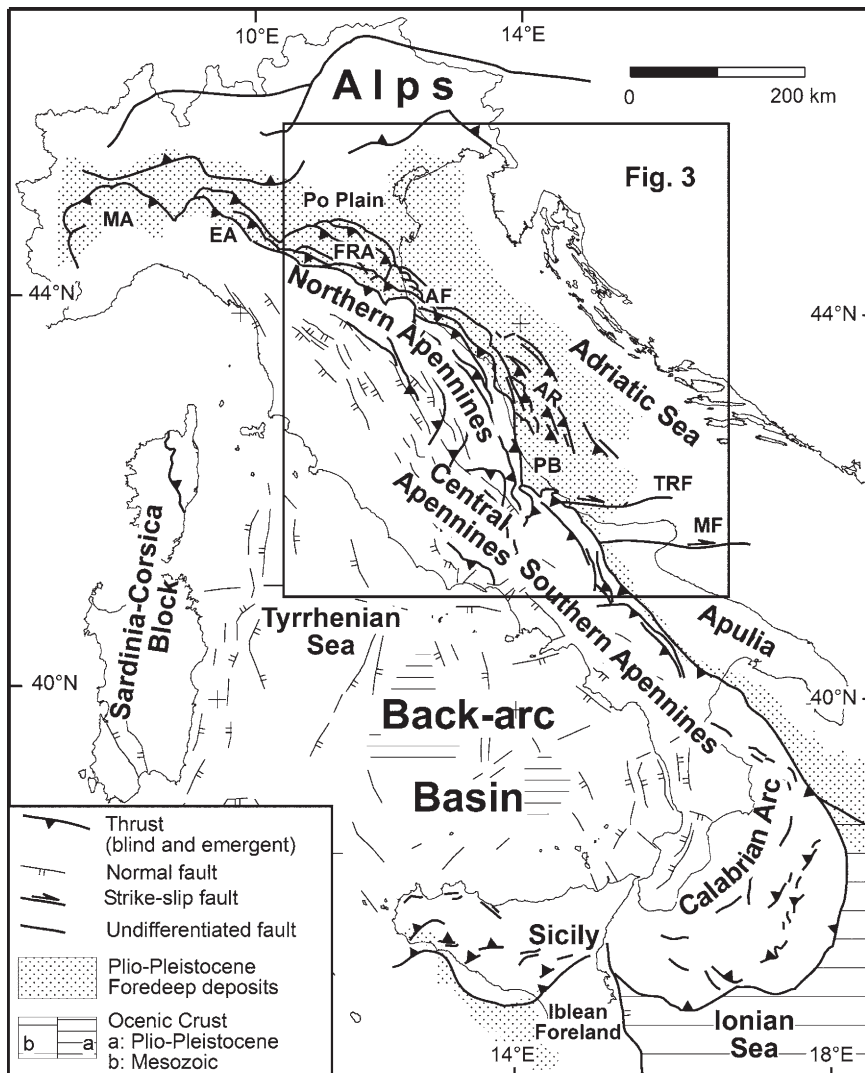 10°E
14°E
Alps
0
200 km
Fig. 3
MA
EA
Po Plain
FRA
AF
44°N
44°N
Northern Apennines
Adriatic Sea
AR
PB
TRF
MF
Central
Apennines
Southern Apennines
Apulia
Sardinia-Corsica
Block
Tyrrhenian
Sea
40°N
40°N
Back-arc
Basin
Calabrian Arc
Sicily
Iblean
Foreland
Ionian
Sea
14°E
18°E
Thrust
(blind and emergent)
Normal fault
Strike-slip fault
Undifferentiated fault
Plio-Pleistocene
Foredeep deposits
b
a
Ocenic Crust
a: Plio-Pleistocene
b: Mesozoic